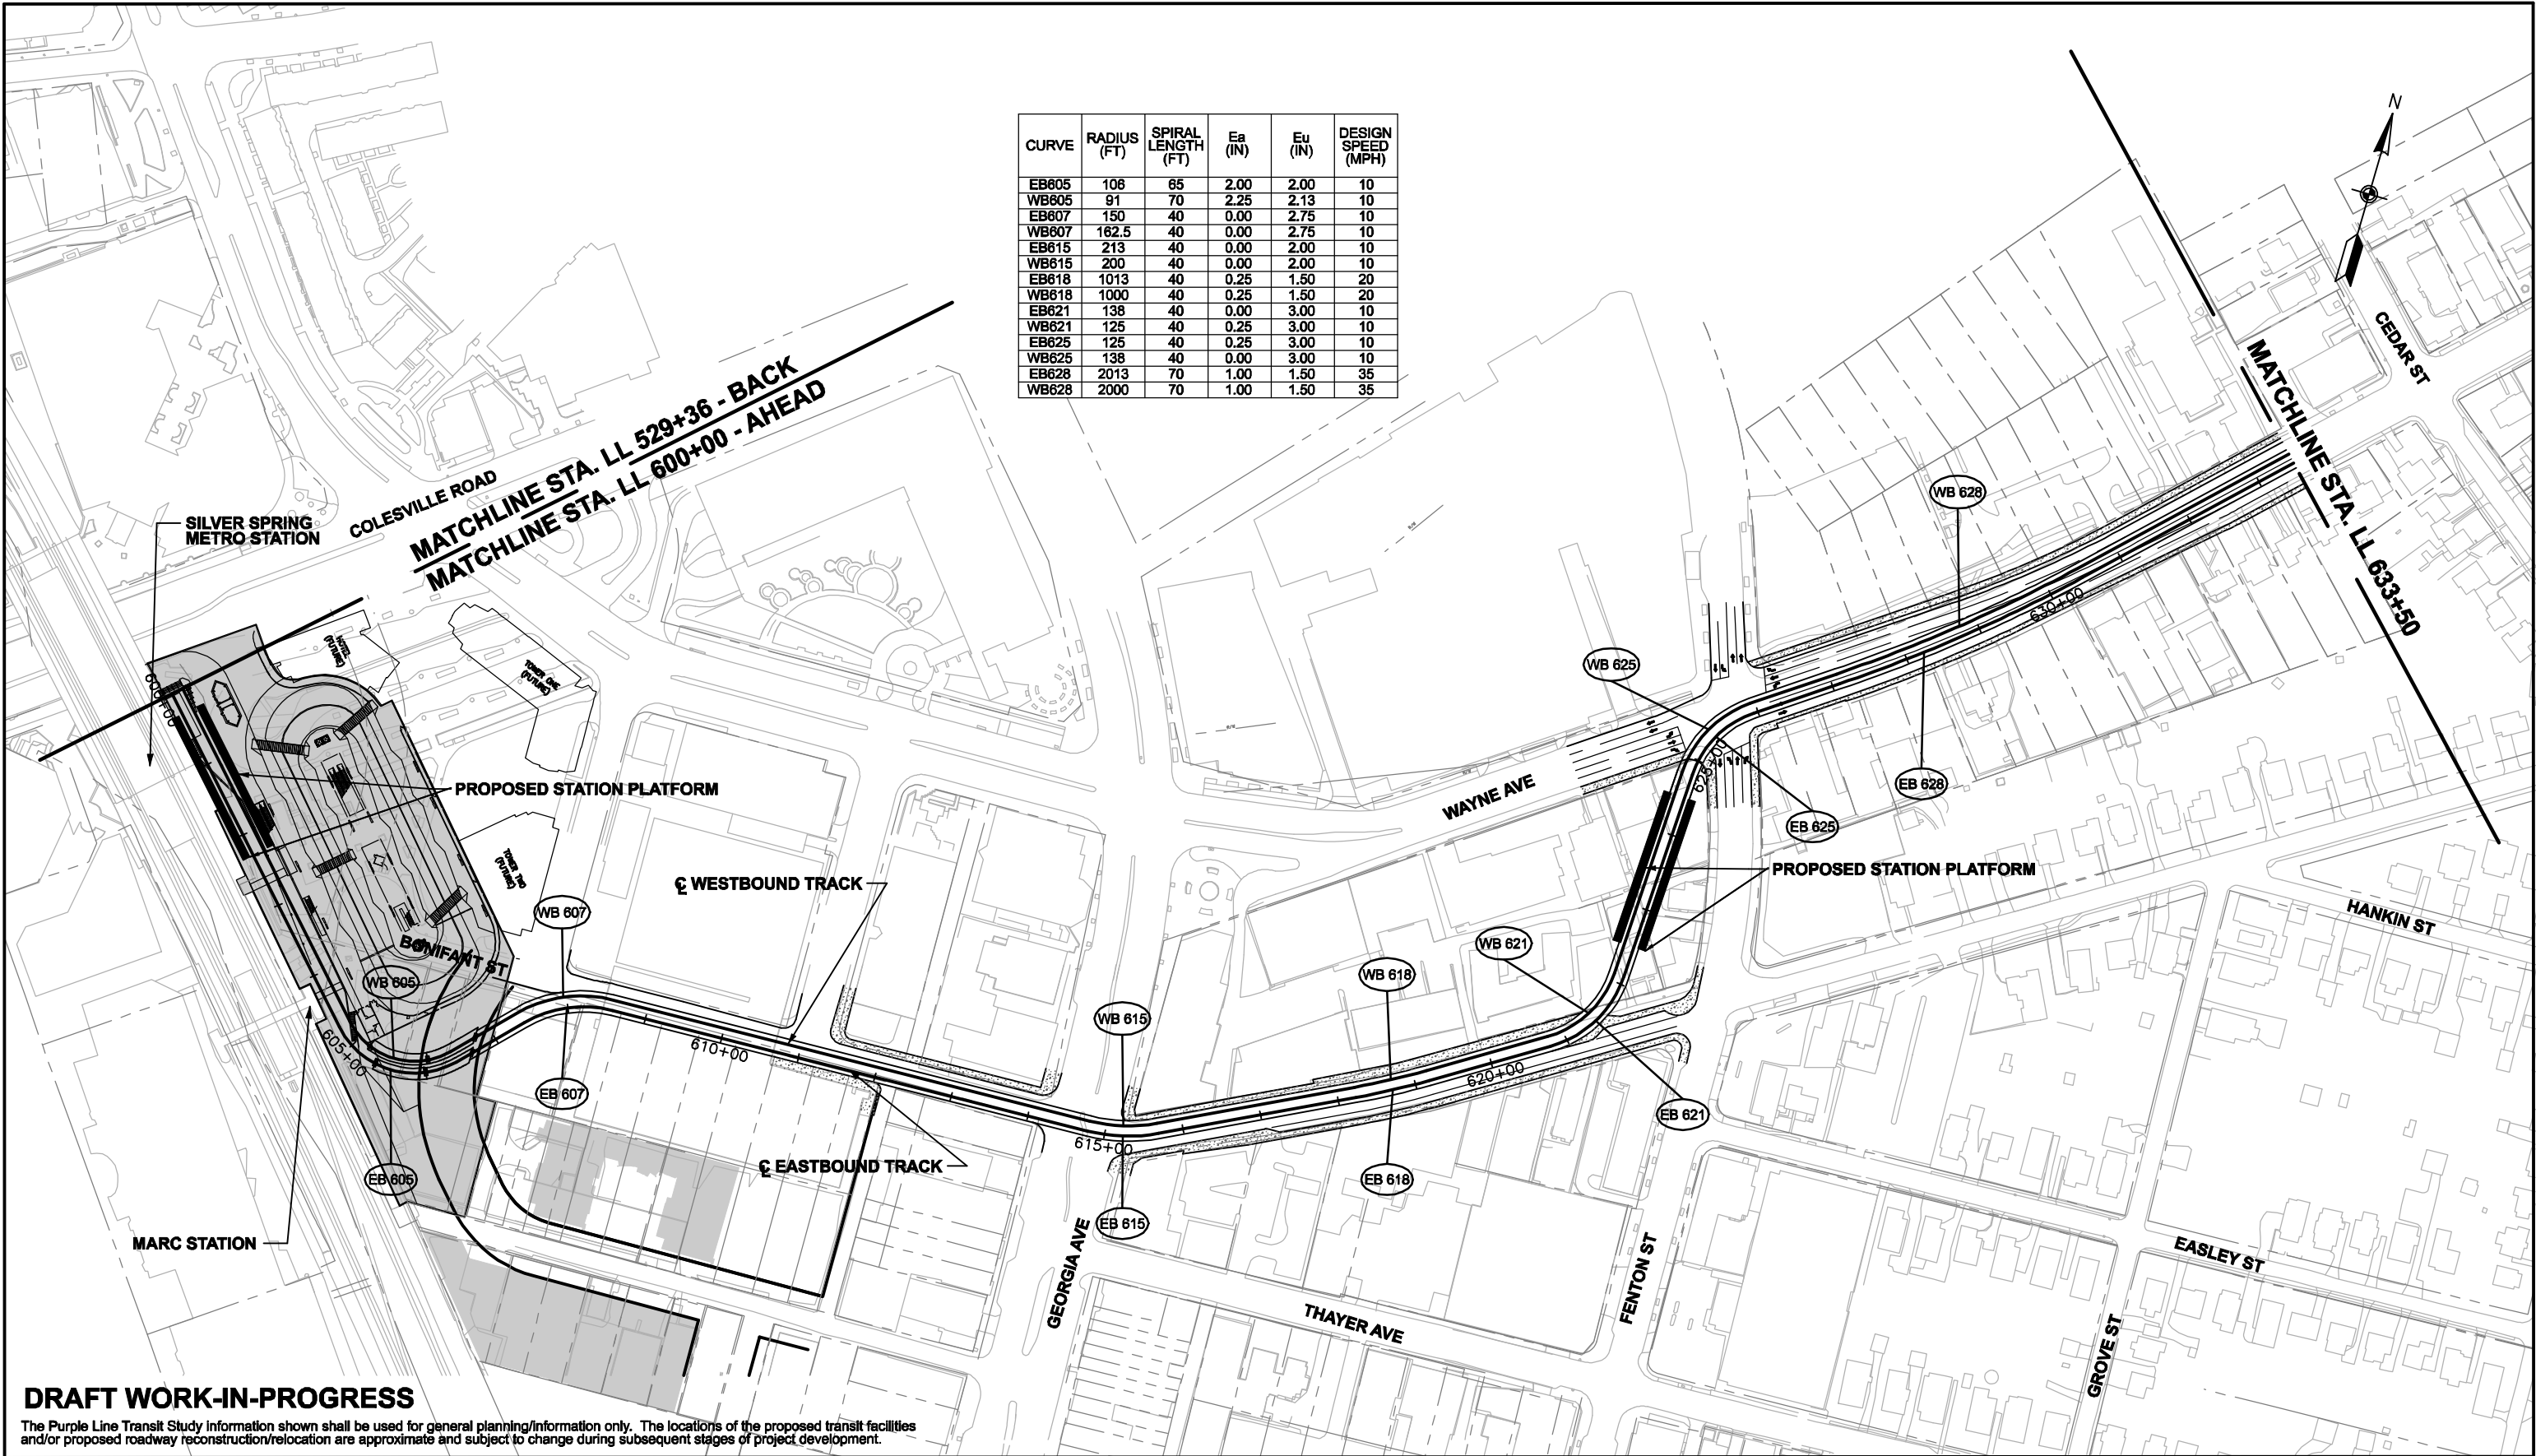 CURVE RADIUS (FT) SPIRAL LENGTH (FT) Ea (IN) Eu (IN) DESIGN SPEED (MPH)
EB605 106 65 2.00 2.00 10
WB605 91 70 2.25 2.13 10
EB607 150 40 0.00 2.75 10
WB607 162.5 40 0.00 2.75 10
EB615 213 40 0.00 2.00 10
WB615 200 40 0.00 2.00 10
EB618 1013 40 0.25 1.50 20
WB618 1000 40 0.25 1.50 20
EB621 138 40 0.00 3.00 10
WB621 125 40 0.25 3.00 10
EB625 125 40 0.25 3.00 10
WB625 138 40 0.00 3.00 10
EB628 2013 70 1.00 1.50 35
WB628 2000 70 1.00 1.50 35
N
CEDAR ST
MATCHLINE STA. LL 633+50
MATCHLINE STA. LL 529+36 - BACK
MATCHLINE STA. LL 600+00 - AHEAD
COLESVILLE ROAD
SILVER SPRING
METRO STATION
HOTEL
(FUTURE)
TOWER ONE
(FUTURE)
TOWER TWO
(FUTURE)
600+00
PROPOSED STATION PLATFORM
BONIFANT ST
WB 605
WB 607
℄ WESTBOUND TRACK
605+00
610+00
EB 607
EB 605
℄ EASTBOUND TRACK
MARC STATION
WB 615
615+00
EB 615
GEORGIA AVE
WB 618
EB 618
WB 621
620+00
EB 621
WAYNE AVE
WB 625
625+00
EB 625
WB 628
630+00
EB 628
PROPOSED STATION PLATFORM
HANKIN ST
EASLEY ST
GROVE ST
FENTON ST
THAYER AVE
DRAFT WORK-IN-PROGRESS
The Purple Line Transit Study information shown shall be used for general planning/information only. The locations of the proposed transit facilities
and/or proposed roadway reconstruction/relocation are approximate and subject to change during subsequent stages of project development.